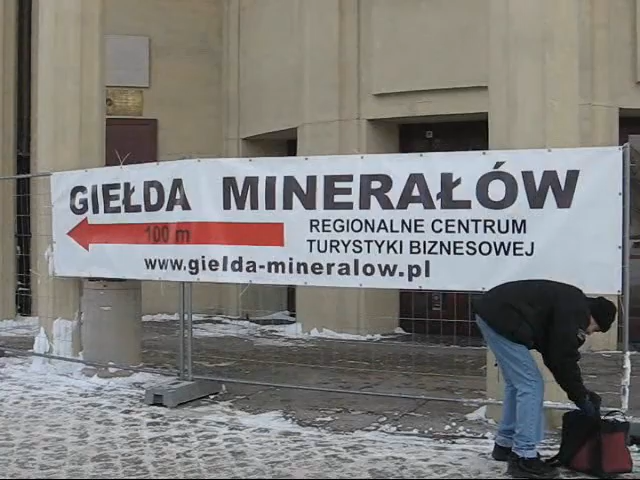 GIEŁDA MINERAŁÓW
100 m
REGIONALNE CENTRUM
TURYSTYKI BIZNESOWEJ
www.gielda-mineralow.pl